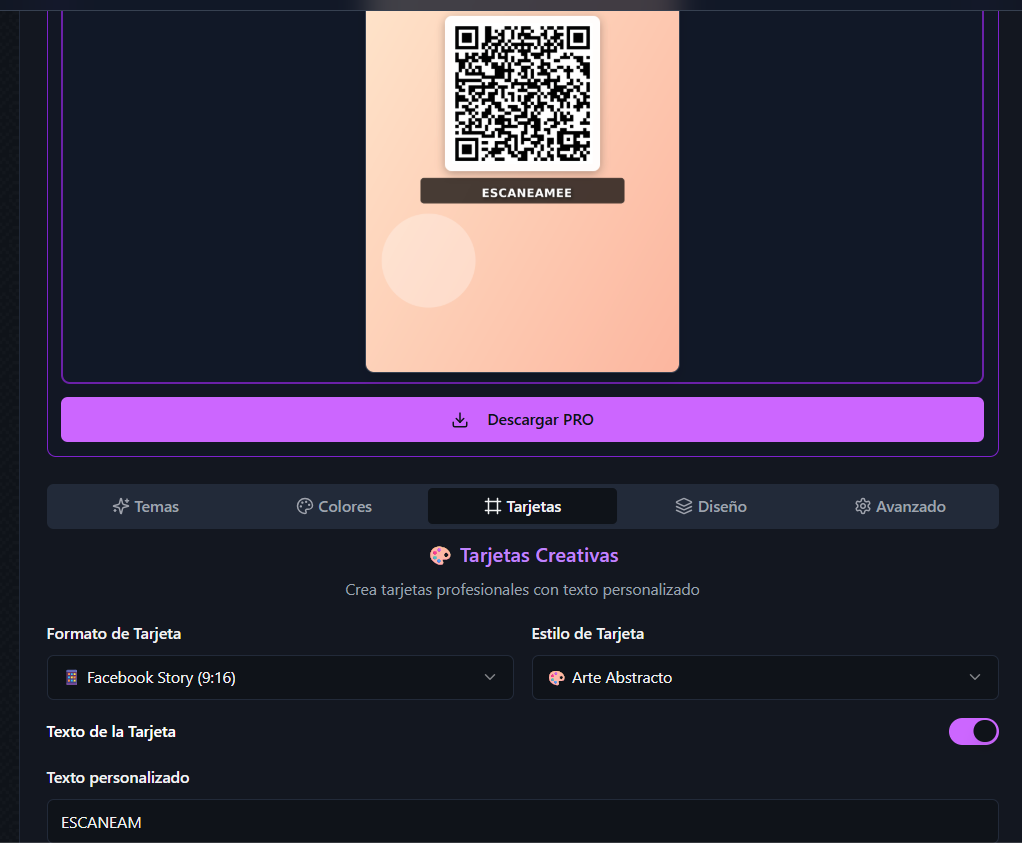 ESCANEAMEE
Descargar PRO
Temas
Colores
Tarjetas
Diseño
Avanzado
Tarjetas Creativas
Crea tarjetas profesionales con texto personalizado
Formato de Tarjeta
Estilo de Tarjeta
Facebook Story (9:16)
Arte Abstracto
Texto de la Tarjeta
Texto personalizado
ESCANEAM